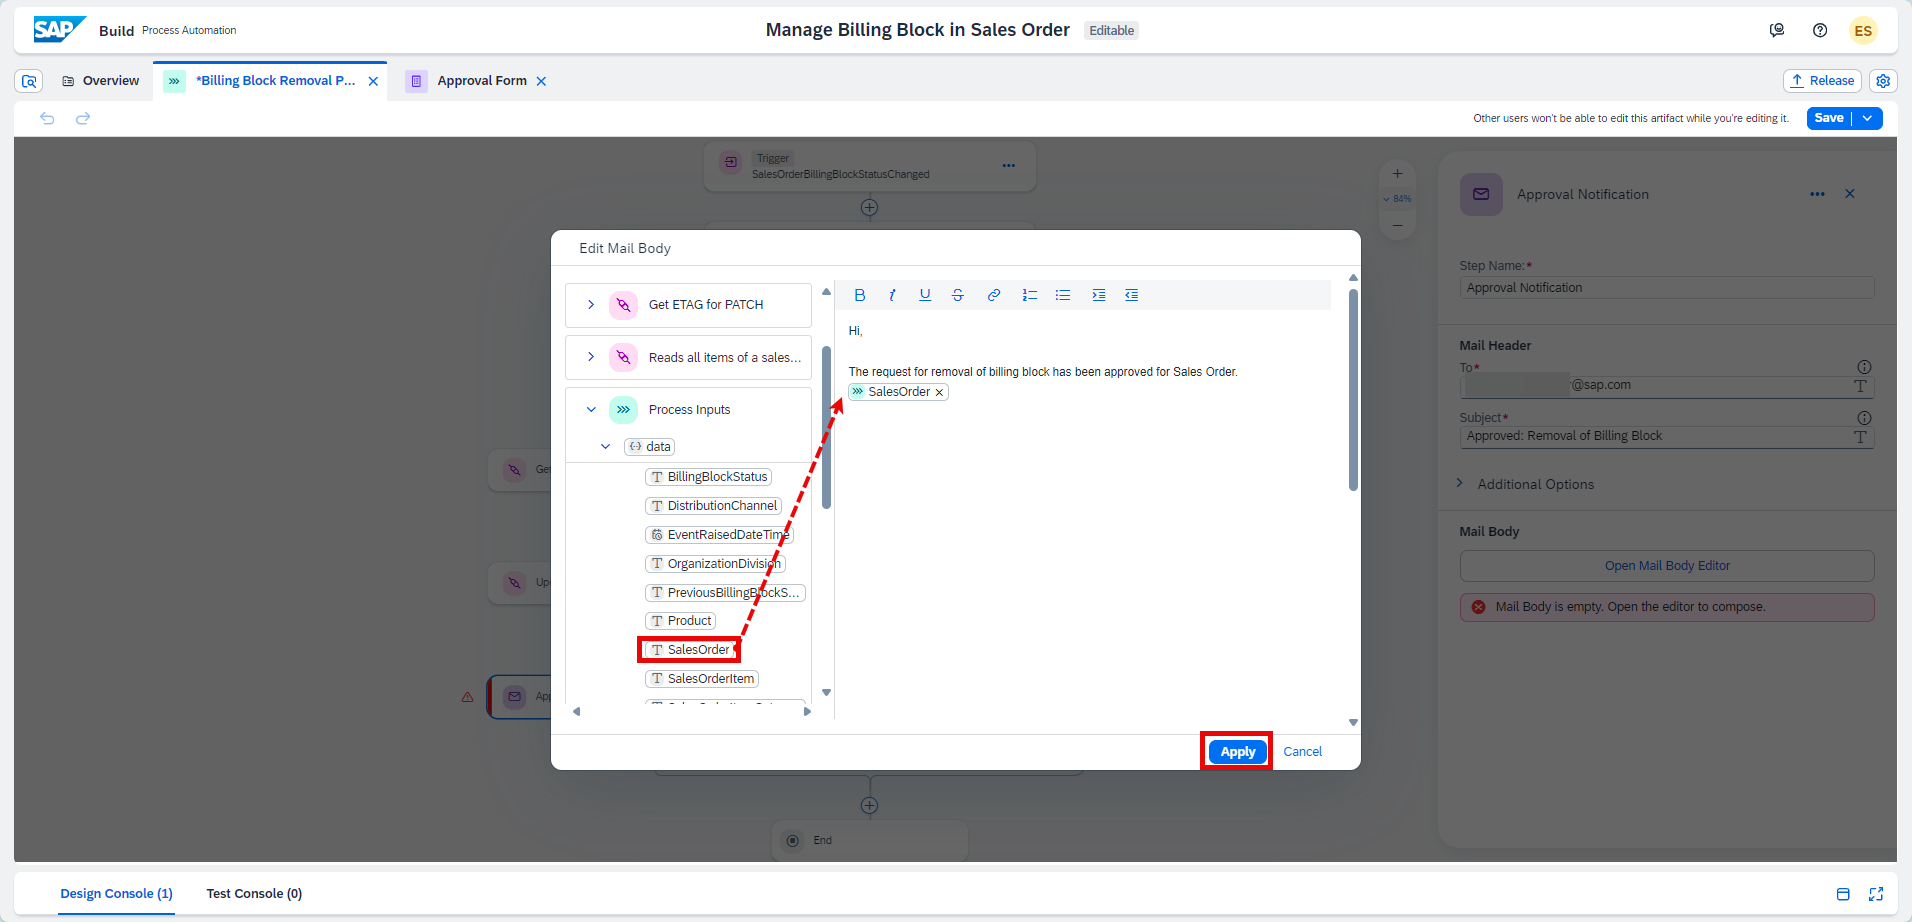 SAP Build Process Automation
Manage Billing Block in Sales Order Editable
ES
Overview
*Billing Block Removal P...
Approval Form
Release
Other users won't be able to edit this artifact while you're editing it.
Save
Trigger
SalesOrderBillingBlockStatusChanged
84%
Approval Notification
Step Name:*
Approval Notification
Mail Header
To*
@sap.com
Subject*
Approved: Removal of Billing Block
Additional Options
Mail Body
Open Mail Body Editor
Mail Body is empty. Open the editor to compose.
Edit Mail Body
Get ETAG for PATCH
Reads all items of a sales...
Process Inputs
data
BillingBlockStatus
DistributionChannel
EventRaisedDateTime
OrganizationDivision
PreviousBillingBlockS...
Product
SalesOrder
SalesOrderItem
Hi,
The request for removal of billing block has been approved for Sales Order.
SalesOrder
Apply
Cancel
End
Design Console (1)
Test Console (0)